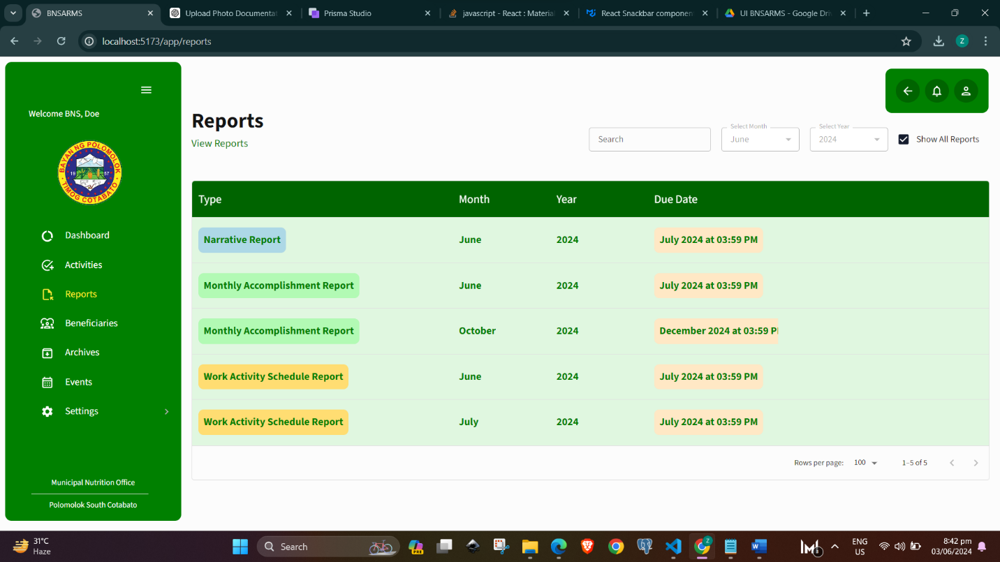 BNSARMS
Upload Photo Documentat
Prisma Studio
javascript - React : Material
React Snackbar component
UI BNSARMS - Google Driv
localhost:5173/app/reports
Z
Welcome BNS, Doe
BAYAN NG POLOMOLOK
19 57
TIMOG COTABATO
Dashboard
Activities
Reports
Beneficiaries
Archives
Events
Settings
Municipal Nutrition Office
Polomolok South Cotabato
Reports
View Reports
Search
Select Month
June
Select Year
2024
Show All Reports
Type Month Year Due Date
Narrative Report June 2024 July 2024 at 03:59 PM
Monthly Accomplishment Report June 2024 July 2024 at 03:59 PM
Monthly Accomplishment Report October 2024 December 2024 at 03:59 P
Work Activity Schedule Report June 2024 July 2024 at 03:59 PM
Work Activity Schedule Report July 2024 July 2024 at 03:59 PM
Rows per page: 100 1–5 of 5
31°C
Haze
Search
PRE
Z
ENG
US
8:42 pm
03/06/2024